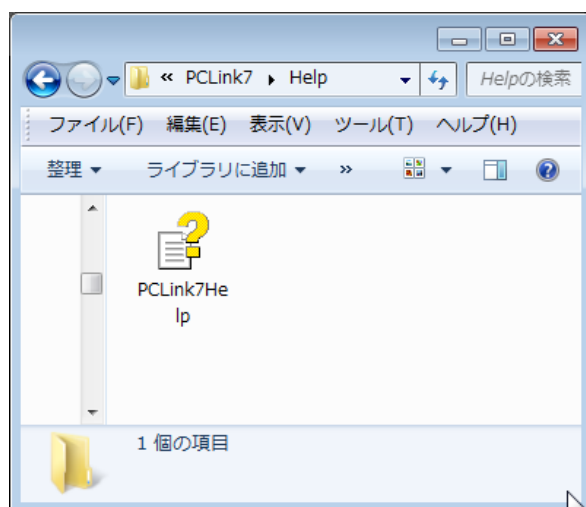 « PCLink7 ▸ Help
Helpの検索
ファイル(F) 編集(E) 表示(V) ツール(T) ヘルプ(H)
整理 ▼ ライブラリに追加 ▼ »
PCLink7He
lp
1 個の項目